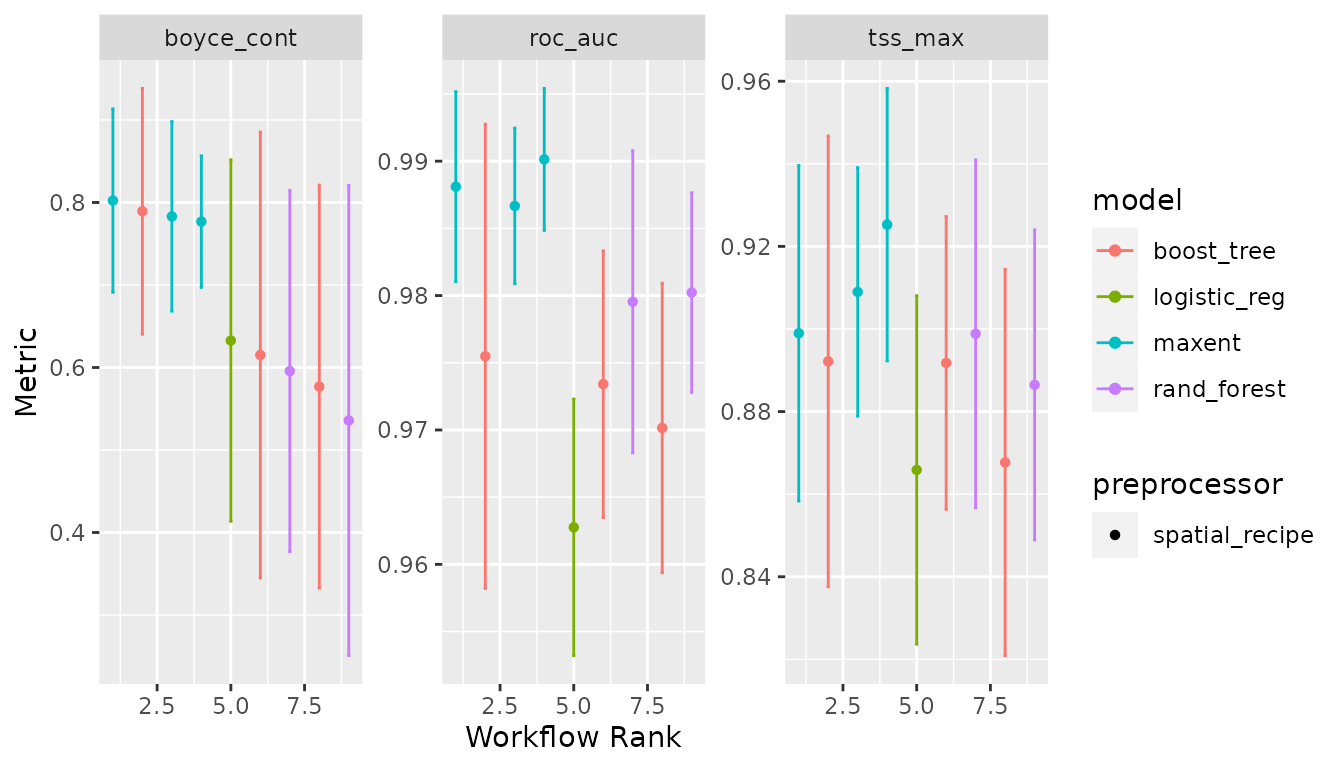 boyce_cont
roc_auc
tss_max
Metric
0.8
0.6
0.4
0.99
0.98
0.97
0.96
0.96
0.92
0.88
0.84
2.5 5.0 7.5
2.5 5.0 7.5
2.5 5.0 7.5
Workflow Rank
model
boost_tree
logistic_reg
maxent
rand_forest
preprocessor
spatial_recipe